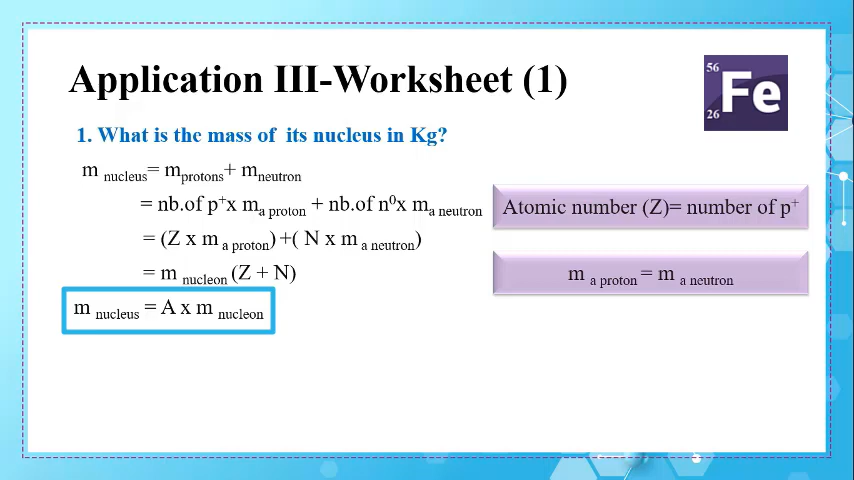 Application III-Worksheet (1)
56
Fe
26
1. What is the mass of its nucleus in Kg?
m nucleus= mprotons+ mneutron
= nb.of p⁺x ma proton + nb.of n⁰x ma neutron
Atomic number (Z)= number of p⁺
= (Z x m a proton) +( N x m a neutron)
= m nucleon (Z + N)
m a proton = m a neutron
m nucleus = A x m nucleon